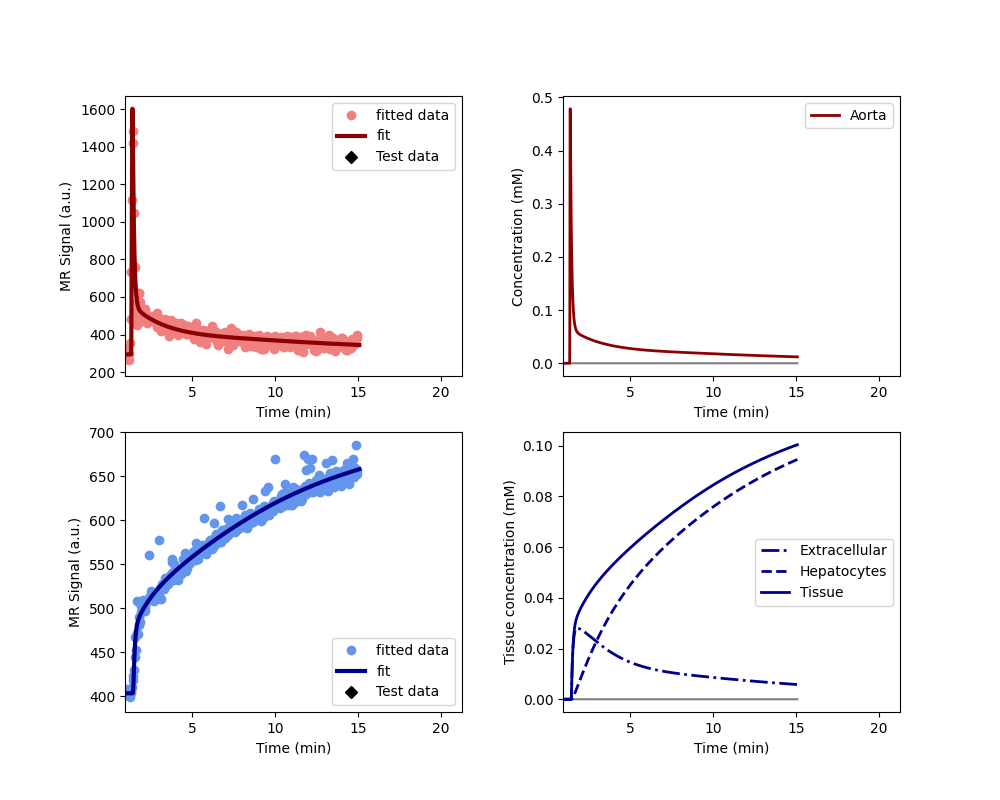 1600
1400
1200
1000
800
600
400
200
MR Signal (a.u.)
fitted data
fit
Test data
5
10
15
20
Time (min)
0.5
0.4
0.3
0.2
0.1
0.0
Concentration (mM)
Aorta
5
10
15
20
Time (min)
700
650
600
550
500
450
400
MR Signal (a.u.)
fitted data
fit
Test data
5
10
15
20
Time (min)
0.10
0.08
0.06
0.04
0.02
0.00
Tissue concentration (mM)
Extracellular
Hepatocytes
Tissue
5
10
15
20
Time (min)